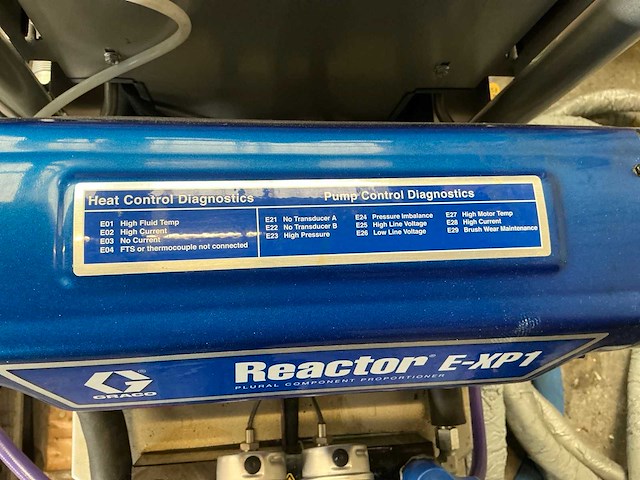 Heat Control Diagnostics
E01 High Fluid Temp
E02 High Current
E03 No Current
E04 FTS or thermocouple not connected
Pump Control Diagnostics
E21 No Transducer A
E22 No Transducer B
E23 High Pressure
E24 Pressure Imbalance
E25 High Line Voltage
E26 Low Line Voltage
E27 High Motor Temp
E28 High Current
E29 Brush Wear Maintenance
GRACO
Reactor® E-XP1
PLURAL COMPONENT PROPORTIONER